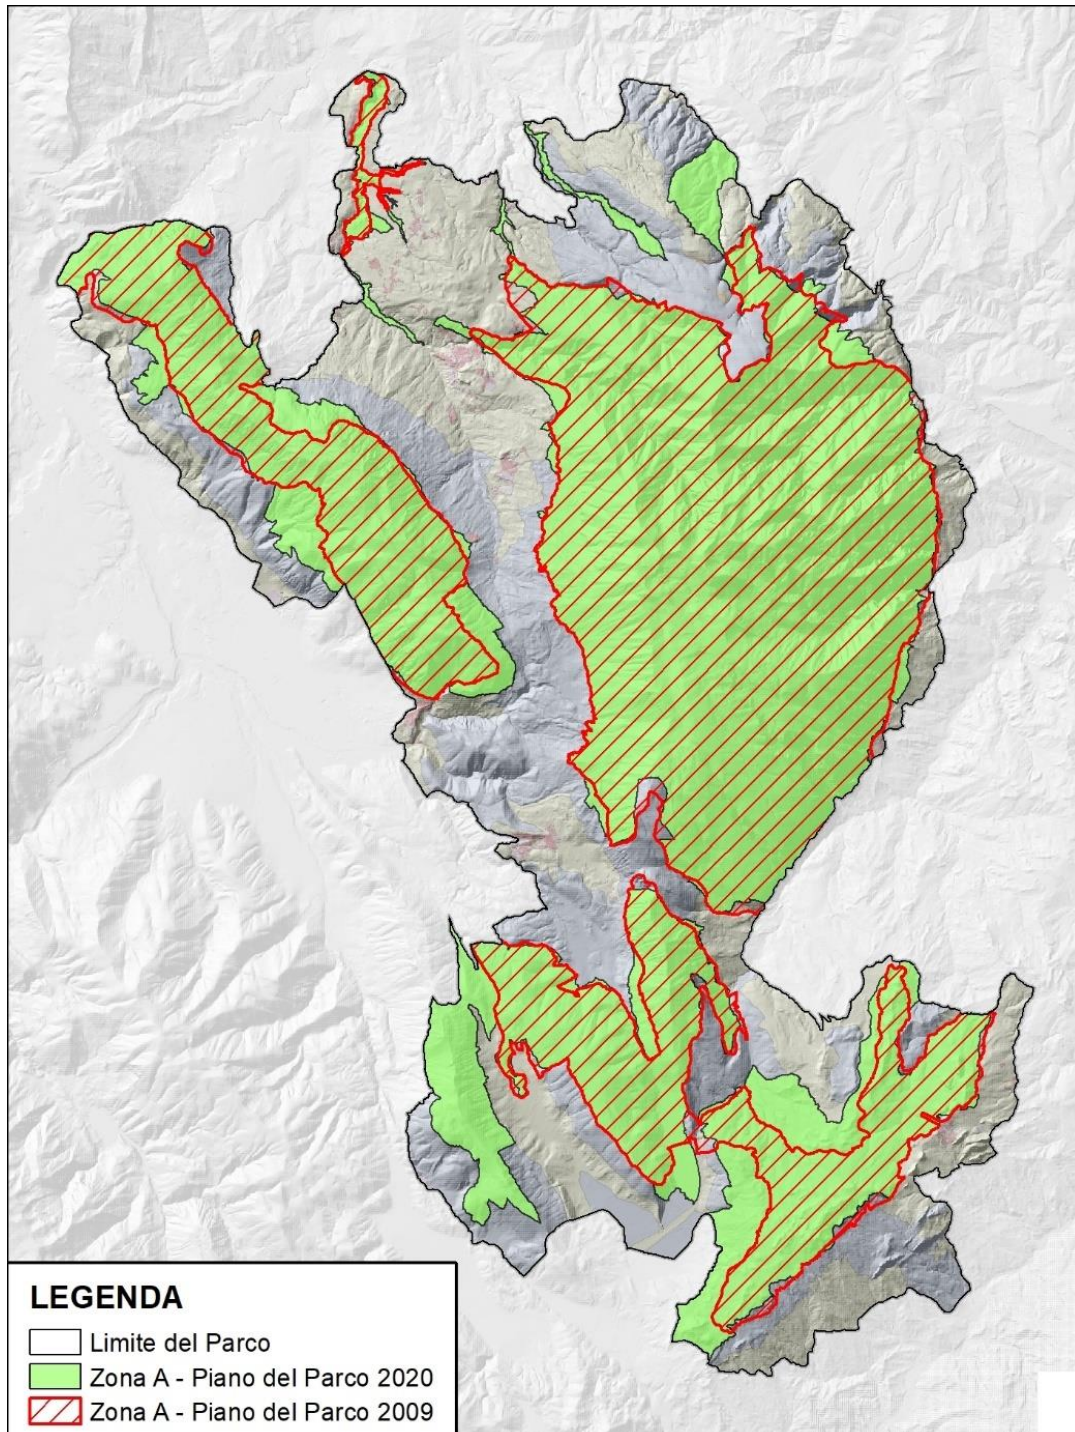 LEGENDA
Limite del Parco
Zona A - Piano del Parco 2020
Zona A - Piano del Parco 2009